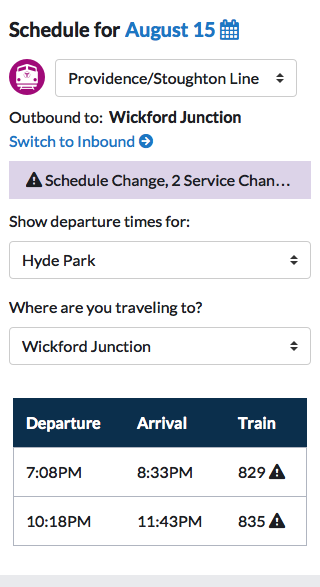 Schedule for August 15
Providence/Stoughton Line
Outbound to: Wickford Junction
Switch to Inbound
Schedule Change, 2 Service Chan…
Show departure times for:
Hyde Park
Where are you traveling to?
Wickford Junction
Departure Arrival Train
7:08PM 8:33PM 829
10:18PM 11:43PM 835